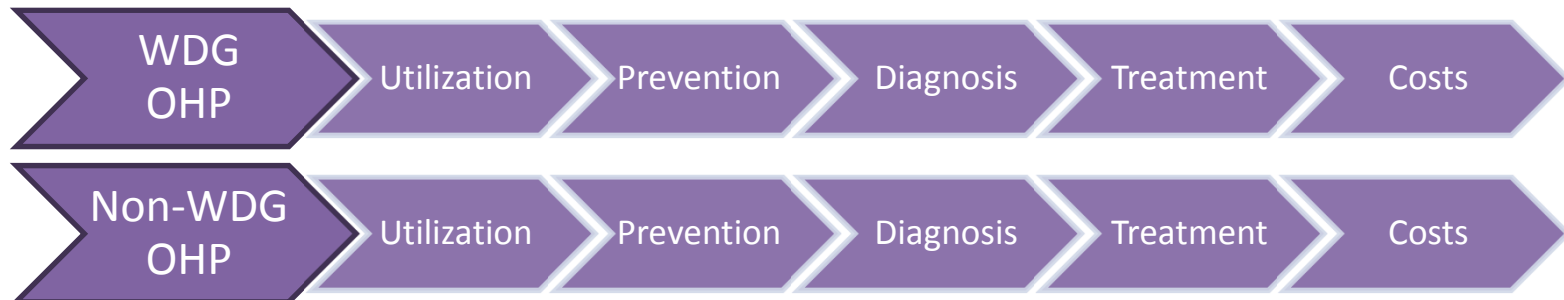 WDG
OHP
Utilization
Prevention
Diagnosis
Treatment
Costs
Non-WDG
OHP
Utilization
Prevention
Diagnosis
Treatment
Costs